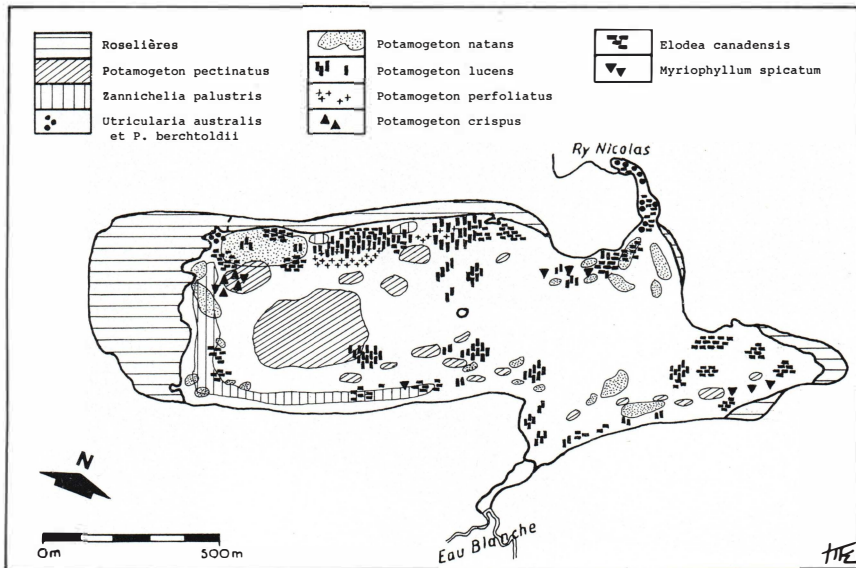 Roselières
Potamogeton pectinatus
Zannichelia palustris
Utricularia australis
et P. berchtoldii
Potamogeton natans
Potamogeton lucens
Potamogeton perfoliatus
Potamogeton crispus
Elodea canadensis
Myriophyllum spicatum
Ry Nicolas
N
0m 500m
Eau Blanche